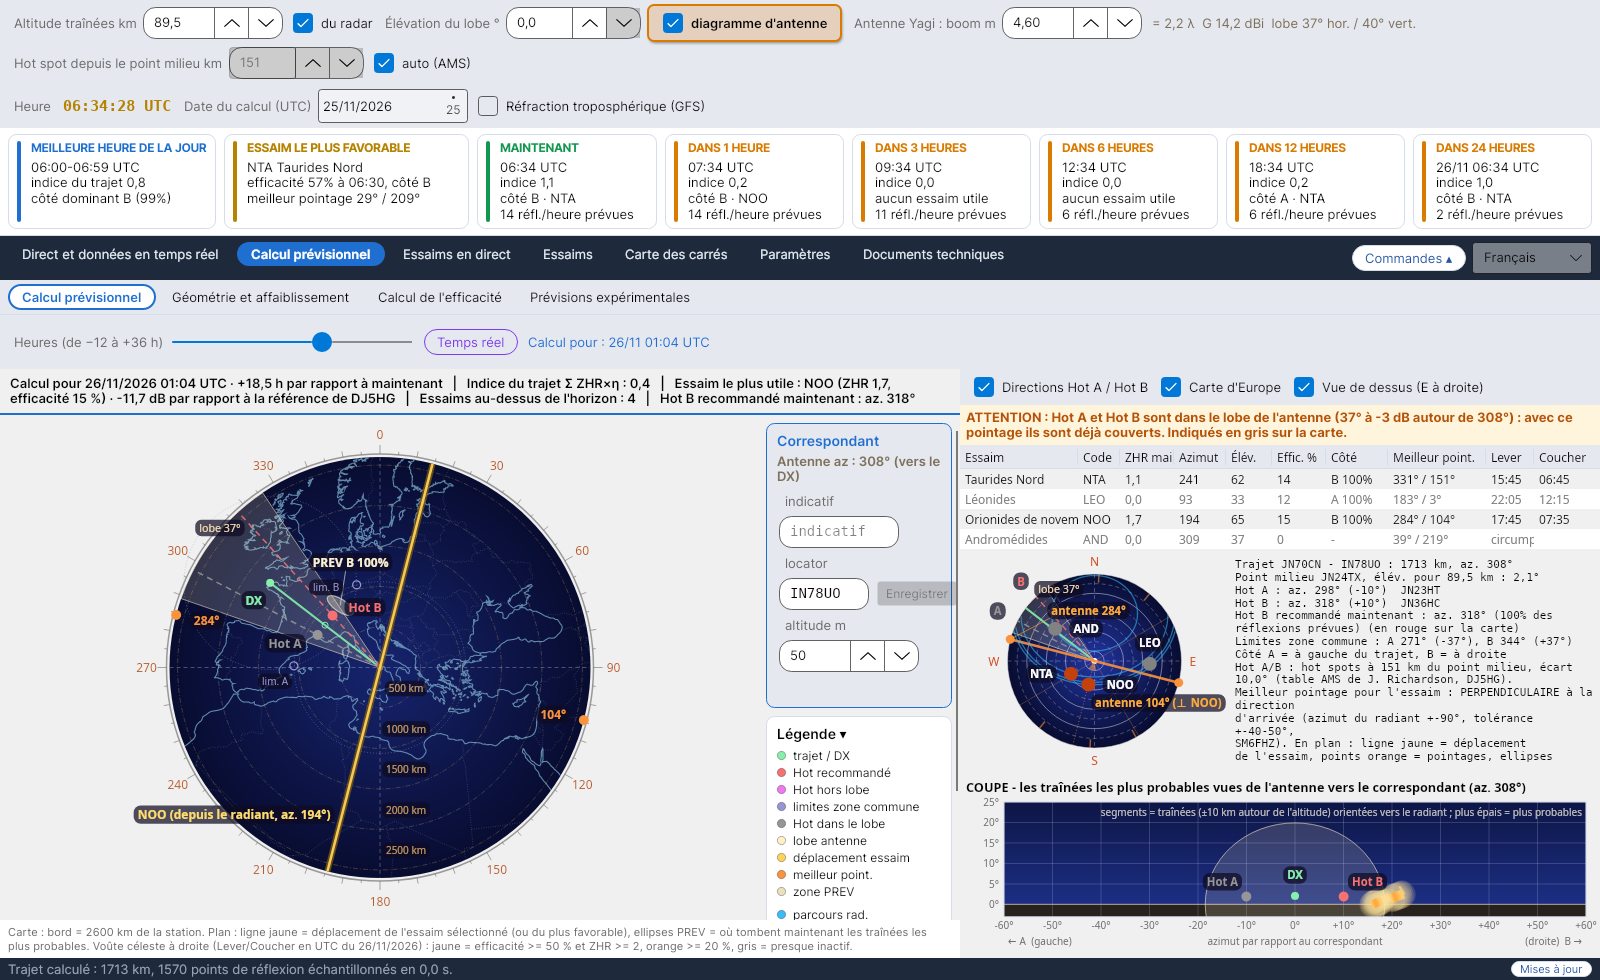 Altitude traînées km 89,5 du radar Élévation du lobe ° 0,0 diagramme d'antenne Antenne Yagi : boom m 4,60 = 2,2 λ G 14,2 dBi lobe 37° hor. / 40° vert.
Hot spot depuis le point milieu km 151 auto (AMS)
Heure 06:34:28 UTC Date du calcul (UTC) 25/11/2026 25 Réfraction troposphérique (GFS)
MEILLEURE HEURE DE LA JOUR
06:00-06:59 UTC
indice du trajet 0,8
côté dominant B (99%)
ESSAIM LE PLUS FAVORABLE
NTA Taurides Nord
efficacité 57% à 06:30, côté B
meilleur pointage 29° / 209°
MAINTENANT
06:34 UTC
indice 1,1
côté B · NTA
14 réfl./heure prévues
DANS 1 HEURE
07:34 UTC
indice 0,2
côté B · NOO
14 réfl./heure prévues
DANS 3 HEURES
09:34 UTC
indice 0,0
aucun essaim utile
11 réfl./heure prévues
DANS 6 HEURES
12:34 UTC
indice 0,0
aucun essaim utile
6 réfl./heure prévues
DANS 12 HEURES
18:34 UTC
indice 0,2
côté A · NTA
6 réfl./heure prévues
DANS 24 HEURES
26/11 06:34 UTC
indice 1,0
côté B · NTA
2 réfl./heure prévues
Direct et données en temps réel Calcul prévisionnel Essaims en direct Essaims Carte des carrés Paramètres Documents techniques Commandes ▴ Français
Calcul prévisionnel Géométrie et affaiblissement Calcul de l'efficacité Prévisions expérimentales
Heures (de −12 à +36 h) Temps réel Calcul pour : 26/11 01:04 UTC
Calcul pour 26/11/2026 01:04 UTC · +18,5 h par rapport à maintenant | Indice du trajet Σ ZHR×η : 0,4 | Essaim le plus utile : NOO (ZHR 1,7,
efficacité 15 %) · -11,7 dB par rapport à la référence de DJ5HG | Essaims au-dessus de l'horizon : 4 | Hot B recommandé maintenant : az. 318°
0
30
60
90
120
150
180
210
240
270
300
330
lobe 37°
PREV B 100%
lim. B
DX
Hot B
284°
Hot A
lim. A
500 km
104°
1000 km
1500 km
2000 km
NOO (depuis le radiant, az. 194°)
2500 km
Correspondant
Antenne az : 308° (vers le
DX)
indicatif
indicatif
locator
IN78UO Enregistrer
altitude m
50
Légende ▾
trajet / DX
Hot recommandé
Hot hors lobe
limites zone commune
Hot dans le lobe
lobe antenne
déplacement essaim
meilleur point.
zone PREV
parcours rad.
Carte : bord = 2600 km de la station. Plan : ligne jaune = déplacement de l'essaim sélectionné (ou du plus favorable), ellipses PREV = où tombent maintenant les traînées les
plus probables. Voûte céleste à droite (Lever/Coucher en UTC du 26/11/2026) : jaune = efficacité >= 50 % et ZHR >= 2, orange >= 20 %, gris = presque inactif.
Directions Hot A / Hot B Carte d'Europe Vue de dessus (E à droite)
ATTENTION : Hot A et Hot B sont dans le lobe de l'antenne (37° à -3 dB autour de 308°) : avec ce
pointage ils sont déjà couverts. Indiqués en gris sur la carte.
Essaim Code ZHR mai Azimut Élév. Effic. % Côté Meilleur point. Lever Coucher
Taurides Nord NTA 1,1 241 62 14 B 100% 331° / 151° 15:45 06:45
Léonides LEO 0,0 93 33 12 A 100% 183° / 3° 22:05 12:15
Orionides de novem NOO 1,7 194 65 15 B 100% 284° / 104° 17:45 07:35
Andromédides AND 0,0 309 37 0 - 39° / 219° circump
N
B
lobe 37°
A
antenne 284°
AND
LEO
W
E
NTA
NOO
antenne 104° (⊥ NOO)
S
Trajet JN70CN - IN78UO : 1713 km, az. 308°
Point milieu JN24TX, élév. pour 89,5 : 2,1°
Hot A : az. 298° (-10°) JN23HT
Hot B : az. 318° (+10°) JN36HC
Hot B recommandé maintenant : az. 318° (100% des
réflexions prévues) (en rouge sur la carte)
Limites zone commune : A 271° (-37°), B 344° (+37°)
Côté A = à gauche du trajet, B = à droite
Hot A/B : hot spots à 151 km du point milieu, écart
10,0° (table AMS de J. Richardson, DJ5HG).
Meilleur pointage pour l'essaim : PERPENDICULAIRE à la
direction
d'arrivée (azimut du radiant +-90°, tolérance
+-40-50°,
SM6FHZ). En plan : ligne jaune = déplacement
de l'essaim, points orange = pointages, ellipses
COUPE - les traînées les plus probables vues de l'antenne vers le correspondant (az. 308°)
segments = traînées (±10 km autour de l'altitude) orientées vers le radiant ; plus épais = plus probables
25°
20°
15°
10°
5°
0°
Hot A
DX
Hot B
-60° -50° -40° -30° -20° -10° 0° +10° +20° +30° +40° +50° +60°
← A (gauche) azimut par rapport au correspondant (droite) B →
Trajet calculé : 1713 km, 1570 points de réflexion échantillonnés en 0,0 s. Mises à jour